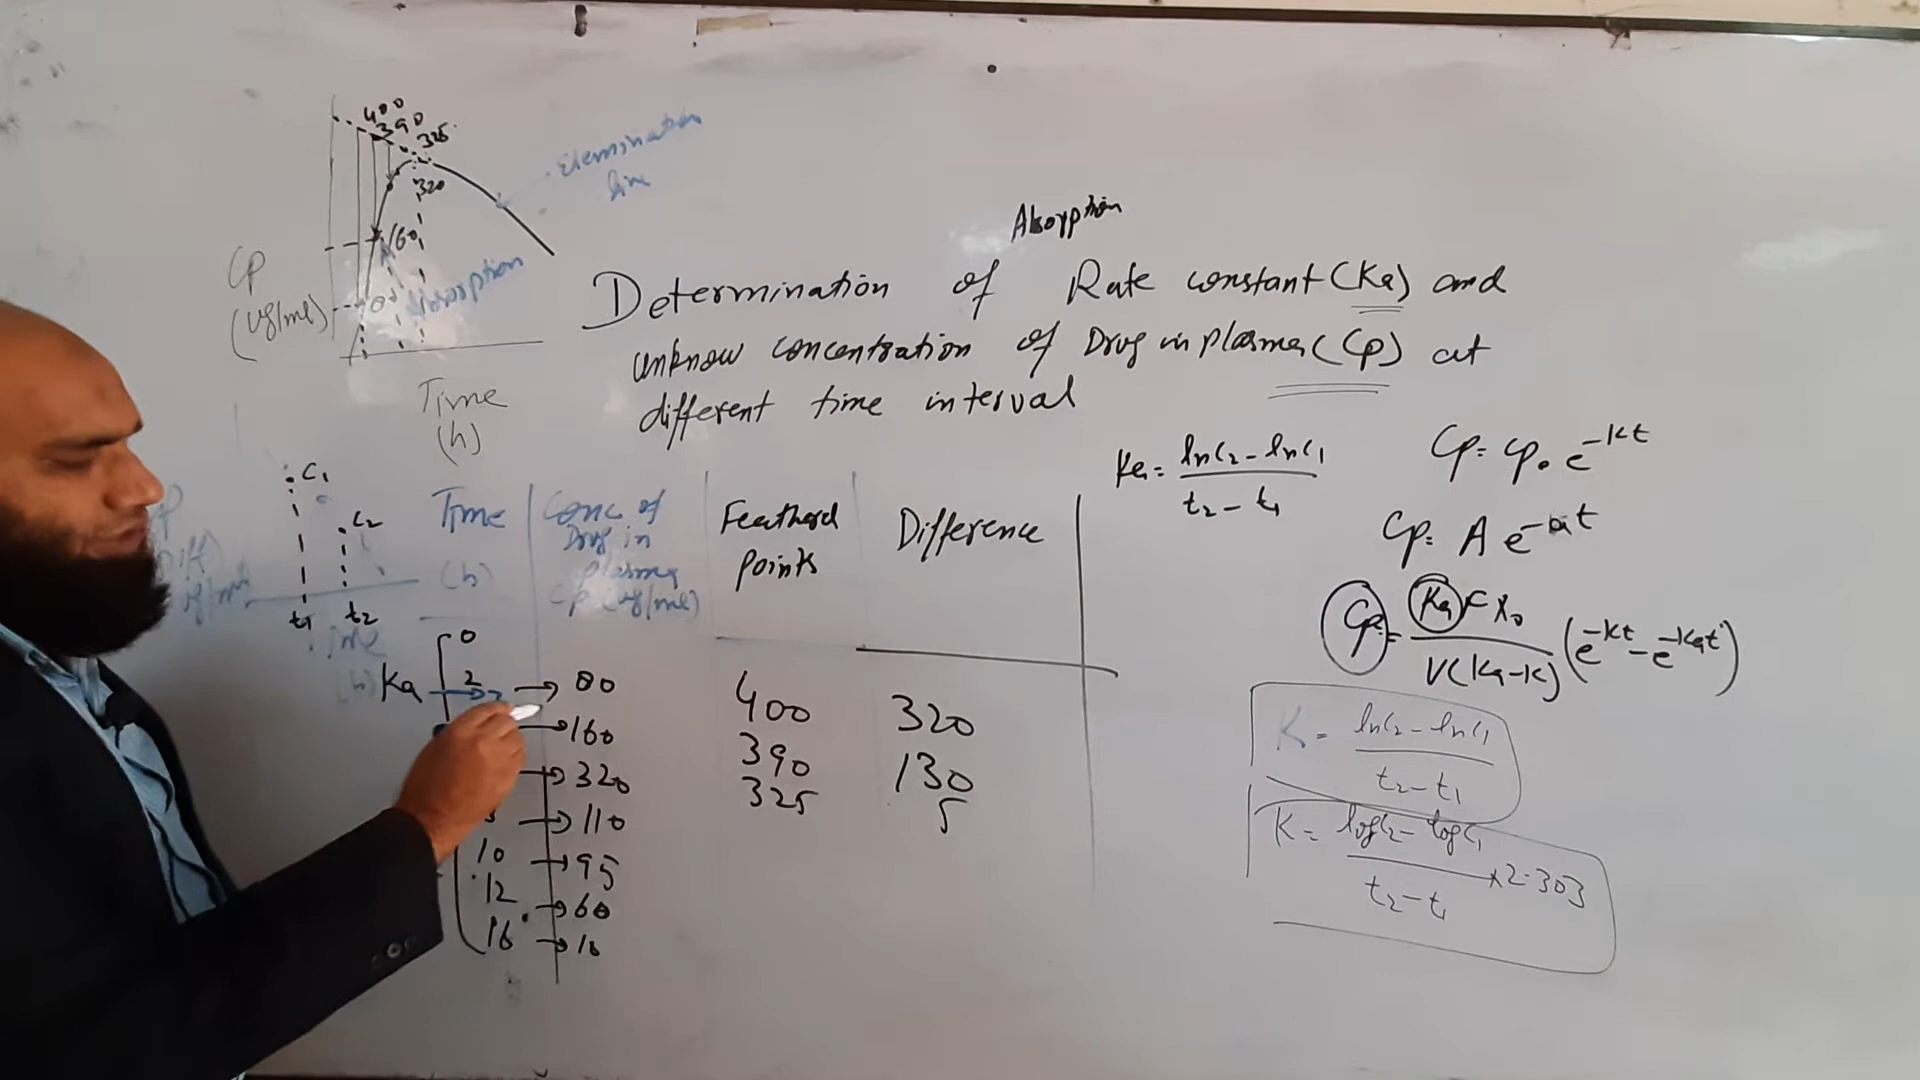 400
390
325
320
160
Elemination
line
Absorption
Cp
(ug/ml)
Time
(h)
Absorption
Determination of Rate constant (Ka) and
unknow concentration of Drug in plasma (Cp) at
different time interval
Ka = lnC2 - lnC1 / t2 - t1
Cp = Cp0 e^-Kt
Cp = A e^-at
Cp = Ka F X0 / V(Ka-K) (e^-Kt - e^-Kat)
K = lnC2 - lnC1 / t2 - t1
K = logC2 - logC1 / t2 - t1 x 2.303
C1
C2
t1 t2
(h)
Time Conc of Drug in plasma Cp (ug/ml) Featherd points Difference
(h)
Ka
0
2 → 80 400 320
→ 160 390 130
→ 320 325 5
→ 110
10 → 95
12 → 60
16 → 10